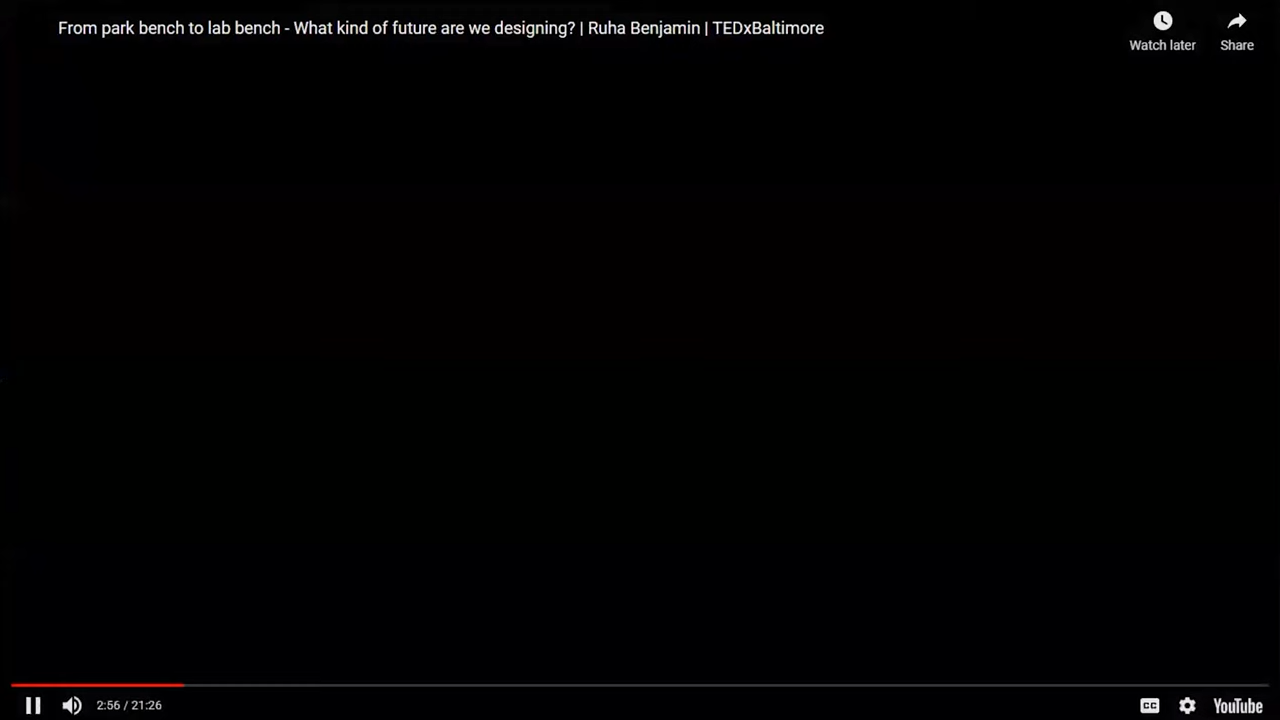 From park bench to lab bench - What kind of future are we designing? | Ruha Benjamin | TEDxBaltimore
Watch later
Share
2:56 / 21:26
CC
YouTube